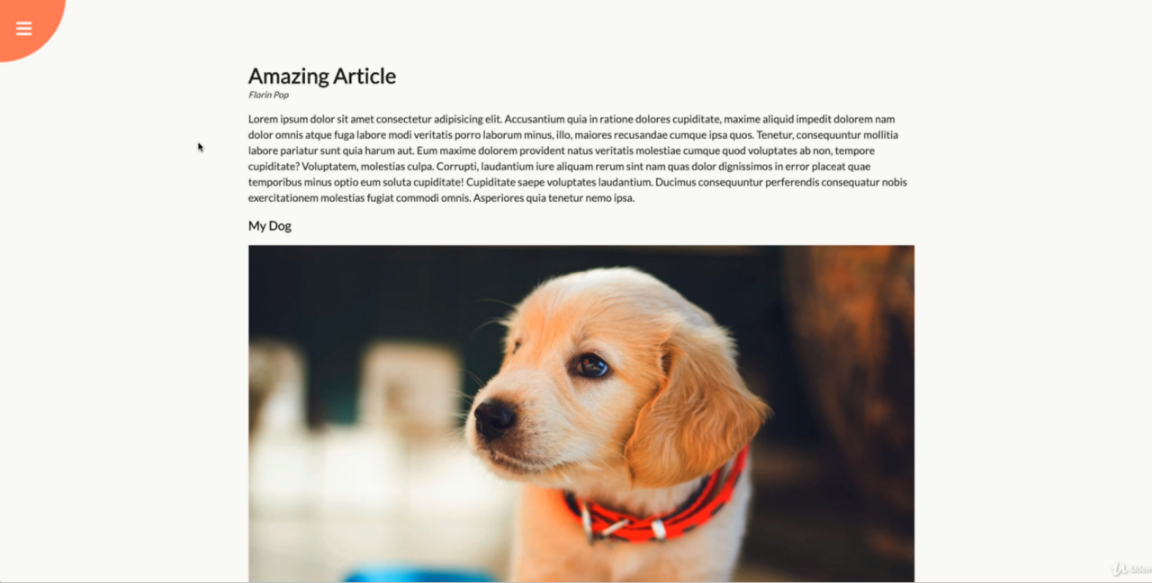 Amazing Article
Florin Pop
Lorem ipsum dolor sit amet consectetur adipisicing elit. Accusantium quia in ratione dolores cupiditate, maxime aliquid impedit dolorem nam
dolor omnis atque fuga labore modi veritatis porro laborum minus, illo, maiores recusandae cumque ipsa quos. Tenetur, consequuntur mollitia
labore pariatur sunt quia harum aut. Eum maxime dolorem provident natus veritatis molestiae cumque quod voluptates ab non, tempore
cupiditate? Voluptatem, molestias culpa. Corrupti, laudantium iure aliquam rerum sint nam quas dolor dignissimos in error placeat quae
temporibus minus optio eum soluta cupiditate! Cupiditate saepe voluptates laudantium. Ducimus consequuntur perferendis consequatur nobis
exercitationem molestias fugiat commodi omnis. Asperiores quia tenetur nemo ipsa.
My Dog